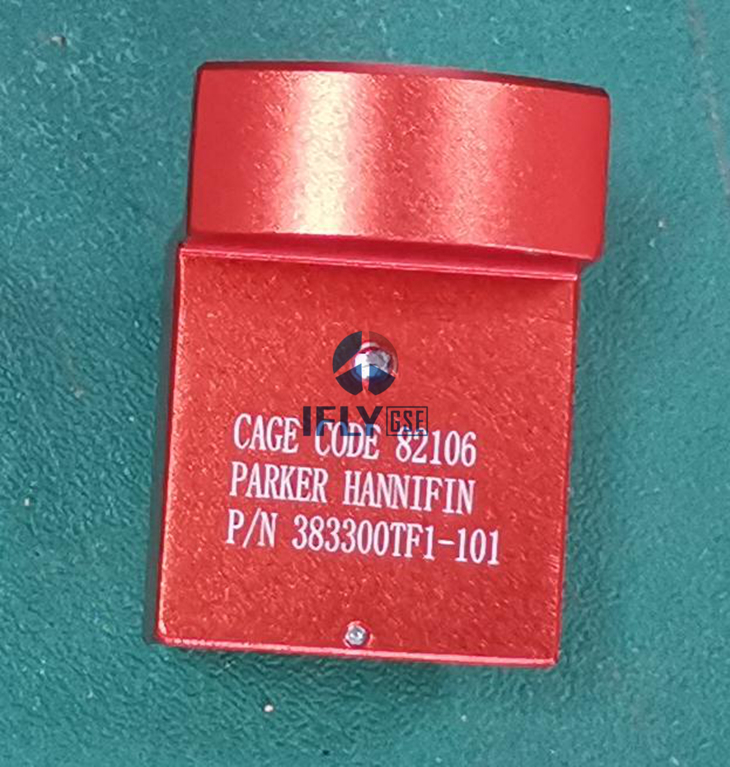 IFLY GSE
CAGE CODE 82106
PARKER HANNIFIN
P/N 383300TF1-101